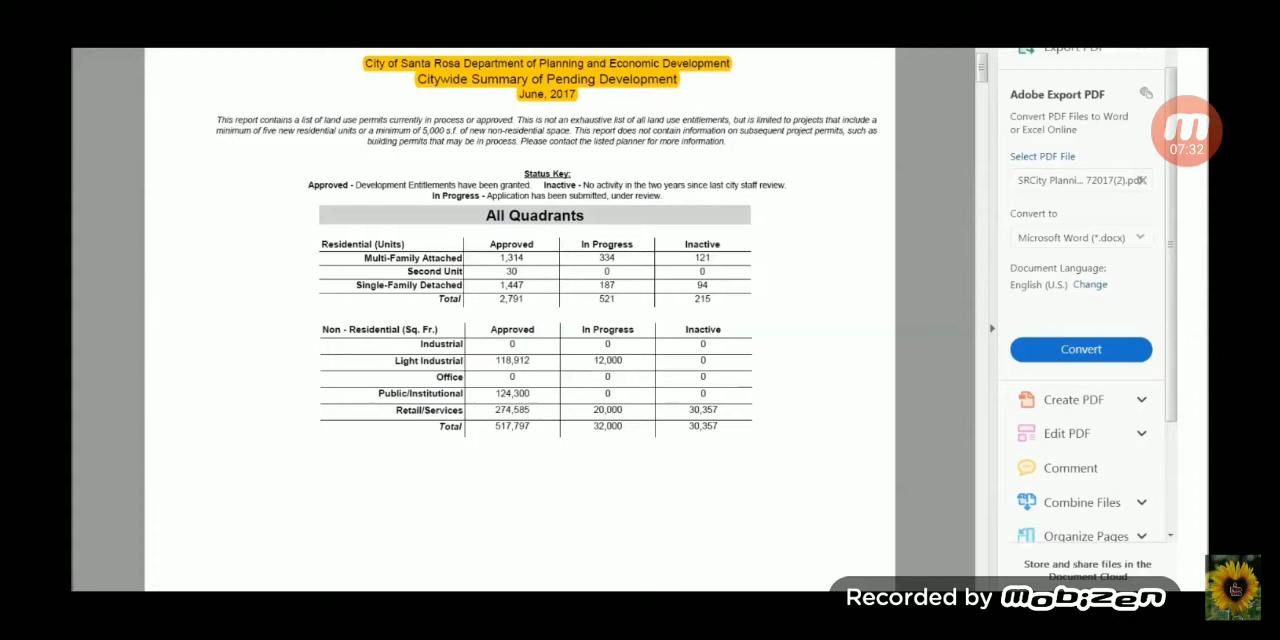 City of Santa Rosa Department of Planning and Economic Development
Citywide Summary of Pending Development
June, 2017
This report contains a list of land use permits currently in process or approved. This is not an exhaustive list of all land use entitlements, but is limited to projects that include a
minimum of five new residential units or a minimum of 5,000 s.f. of new non-residential space. This report does not contain information on subsequent project permits, such as
building permits that may be in process. Please contact the listed planner for more information.
Status Key:
Approved - Development Entitlements have been granted. Inactive - No activity in the two years since last city staff review.
In Progress - Application has been submitted, under review.
All Quadrants
Residential (Units) Approved In Progress Inactive
Multi-Family Attached 1,314 334 121
Second Unit 30 0 0
Single-Family Detached 1,447 187 94
Total 2,791 521 215
Non - Residential (Sq. Fr.) Approved In Progress Inactive
Industrial 0 0 0
Light Industrial 118,912 12,000 0
Office 0 0 0
Public/Institutional 124,300 0 0
Retail/Services 274,585 20,000 30,357
Total 517,797 32,000 30,357
Export PDF
Adobe Export PDF
Convert PDF Files to Word
or Excel Online
Select PDF File
SRCity Planni... 72017(2).pdf
Convert to
Microsoft Word (*.docx)
Document Language:
English (U.S.) Change
Convert
Create PDF
Edit PDF
Comment
Combine Files
Organize Pages
Store and share files in the
Document Cloud
07:32
Recorded by mobizen